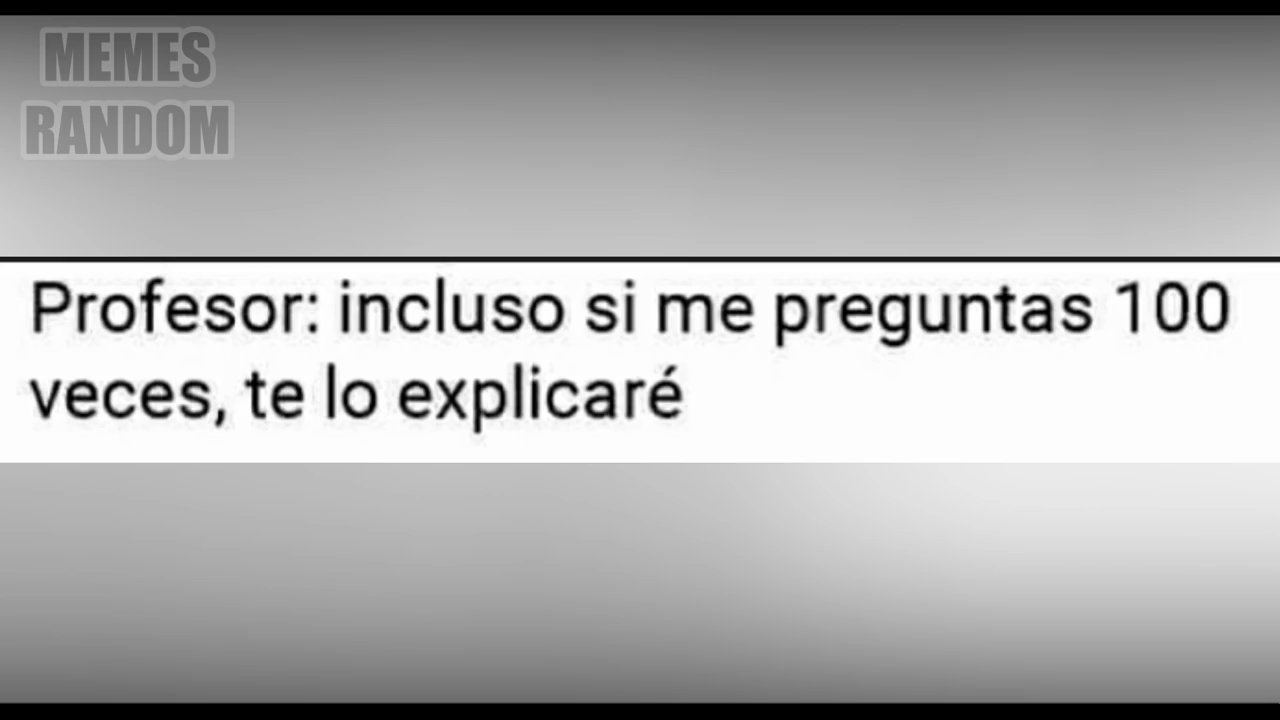 MEMES
RANDOM
Profesor: incluso si me preguntas 100
veces, te lo explicaré